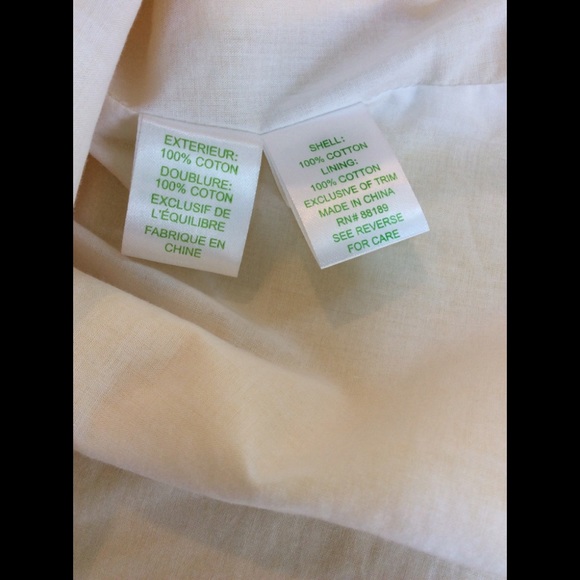 EXTERIEUR:
100% COTON
DOUBLURE:
100% COTON
EXCLUSIF DE
L'ÉQUILIBRE
FABRIQUE EN
CHINE
SHELL:
100% COTTON
LINING:
100% COTTON
EXCLUSIVE OF TRIM
MADE IN CHINA
RN# 88189
SEE REVERSE
FOR CARE